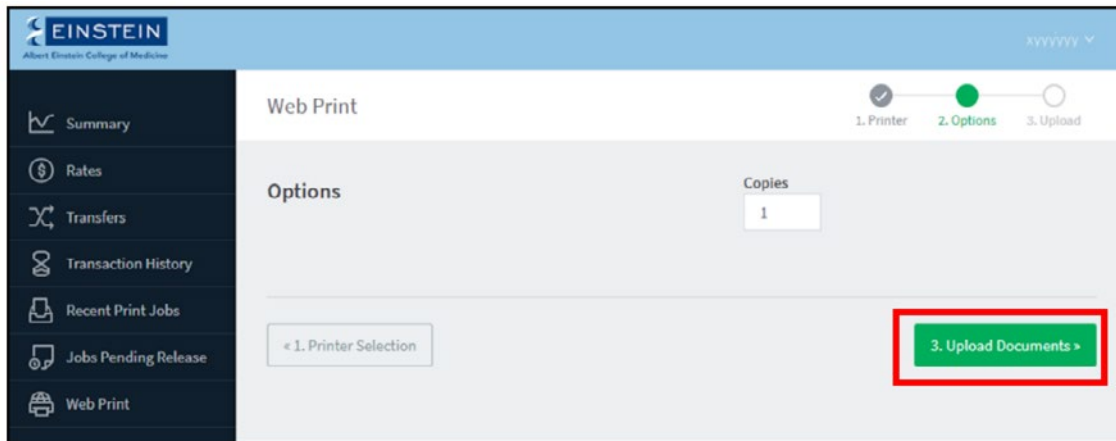 EINSTEIN
Albert Einstein College of Medicine
Summary
Rates
Transfers
Transaction History
Recent Print Jobs
Jobs Pending Release
Web Print
Web Print
1. Printer
2. Options
3. Upload
Options
Copies
1
« 1. Printer Selection
3. Upload Documents »